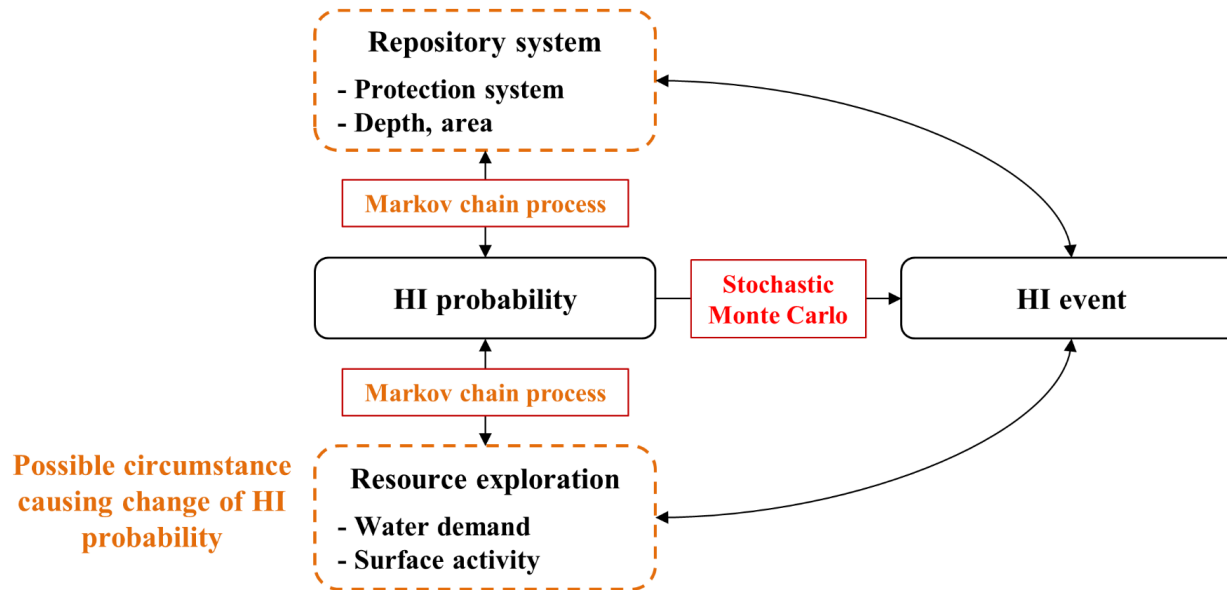 Repository system
- Protection system
- Depth, area
Markov chain process
HI probability
Stochastic
Monte Carlo
HI event
Markov chain process
Possible circumstance
causing change of HI
probability
Resource exploration
- Water demand
- Surface activity